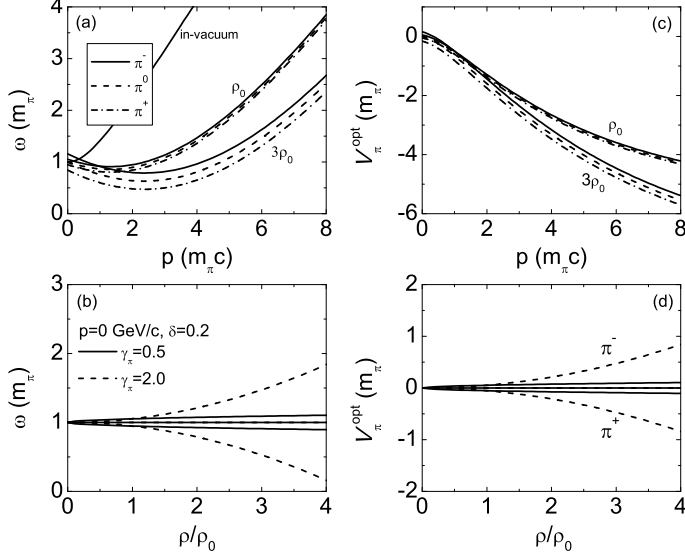 (a)
in-vacuum
π⁻
π⁰
π⁺
ρ₀
3ρ₀
4
3
2
1
0
ω (m_π)
0 2 4 6 8
p (m_πc)
(c)
ρ₀
3ρ₀
0
-2
-4
-6
V_π^opt (m_π)
0 2 4 6 8
p (m_πc)
(b)
p=0 GeV/c, δ=0.2
γ_π=0.5
γ_π=2.0
3
2
1
0
ω (m_π)
0 1 2 3 4
ρ/ρ₀
(d)
π⁻
π⁺
2
1
0
-1
-2
V_π^opt (m_π)
0 1 2 3 4
ρ/ρ₀